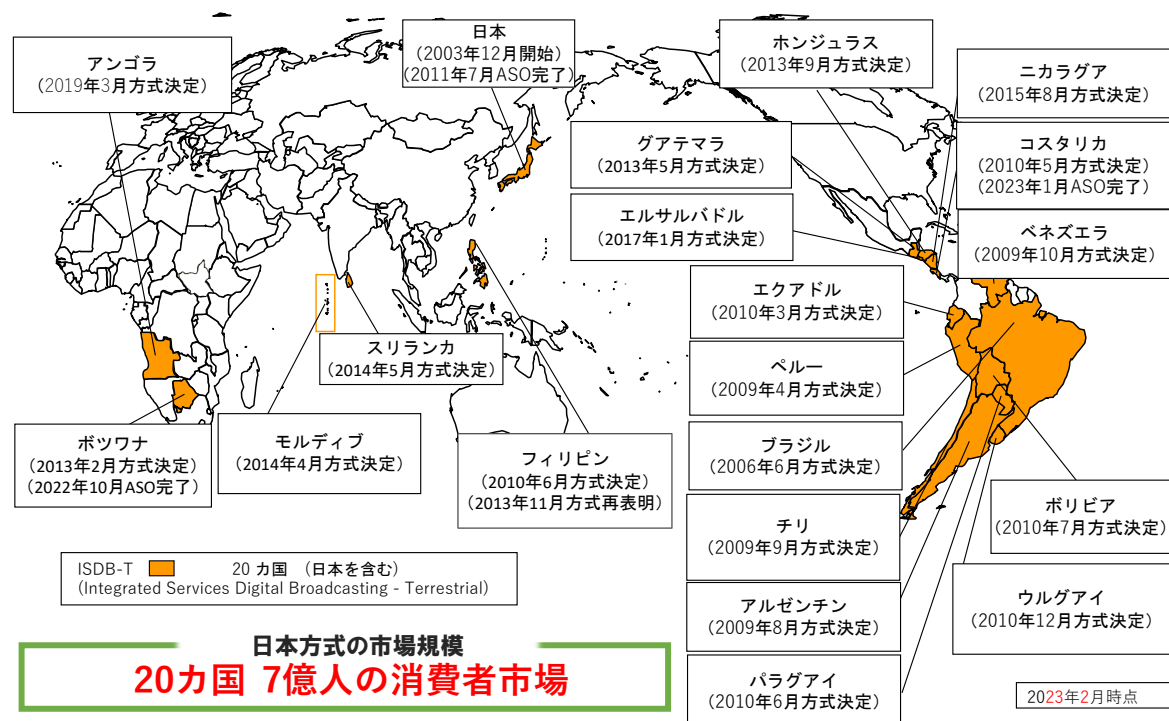 アンゴラ
(2019年3月方式決定)
日本
(2003年12月開始)
(2011年7月ASO完了)
ホンジュラス
(2013年9月方式決定)
ニカラグア
(2015年8月方式決定)
グアテマラ
(2013年5月方式決定)
コスタリカ
(2010年5月方式決定)
(2023年1月ASO完了)
エルサルバドル
(2017年1月方式決定)
ベネズエラ
(2009年10月方式決定)
エクアドル
(2010年3月方式決定)
スリランカ
(2014年5月方式決定)
ペルー
(2009年4月方式決定)
ボツワナ
(2013年2月方式決定)
(2022年10月ASO完了)
モルディブ
(2014年4月方式決定)
フィリピン
(2010年6月方式決定)
(2013年11月方式再表明)
ブラジル
(2006年6月方式決定)
ボリビア
(2010年7月方式決定)
チリ
(2009年9月方式決定)
アルゼンチン
(2009年8月方式決定)
ウルグアイ
(2010年12月方式決定)
パラグアイ
(2010年6月方式決定)
ISDB-T 20 カ国 (日本を含む)
(Integrated Services Digital Broadcasting - Terrestrial)
日本方式の市場規模
20カ国 7億人の消費者市場
2023年2月時点